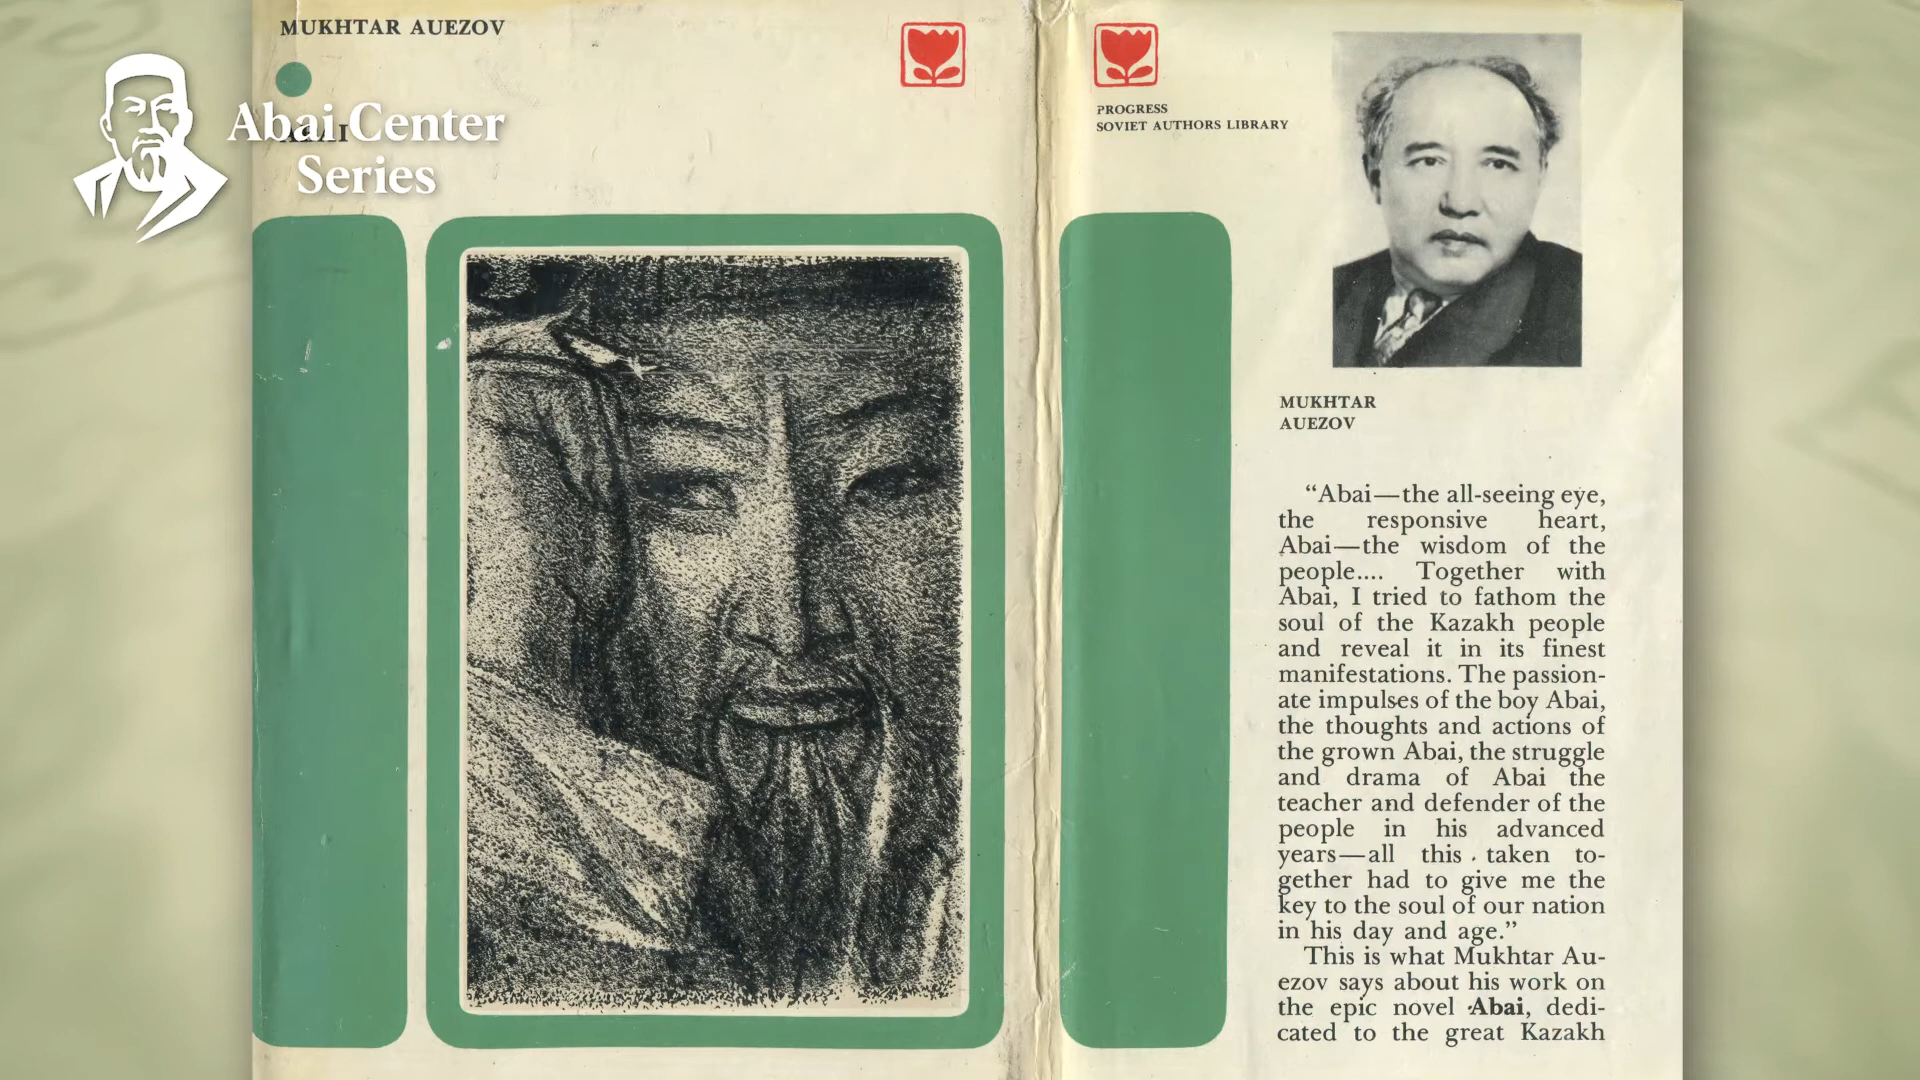 MUKHTAR AUEZOV
Abai Center
Series
PROGRESS
SOVIET AUTHORS LIBRARY
MUKHTAR
AUEZOV
“Abai—the all-seeing eye,
the responsive heart,
Abai—the wisdom of the
people.... Together with
Abai, I tried to fathom the
soul of the Kazakh people
and reveal it in its finest
manifestations. The passion-
ate impulses of the boy Abai,
the thoughts and actions of
the grown Abai, the struggle
and drama of Abai the
teacher and defender of the
people in his advanced
years—all this taken to-
gether had to give me the
key to the soul of our nation
in his day and age.”
This is what Mukhtar Au-
ezov says about his work on
the epic novel Abai, dedi-
cated to the great Kazakh